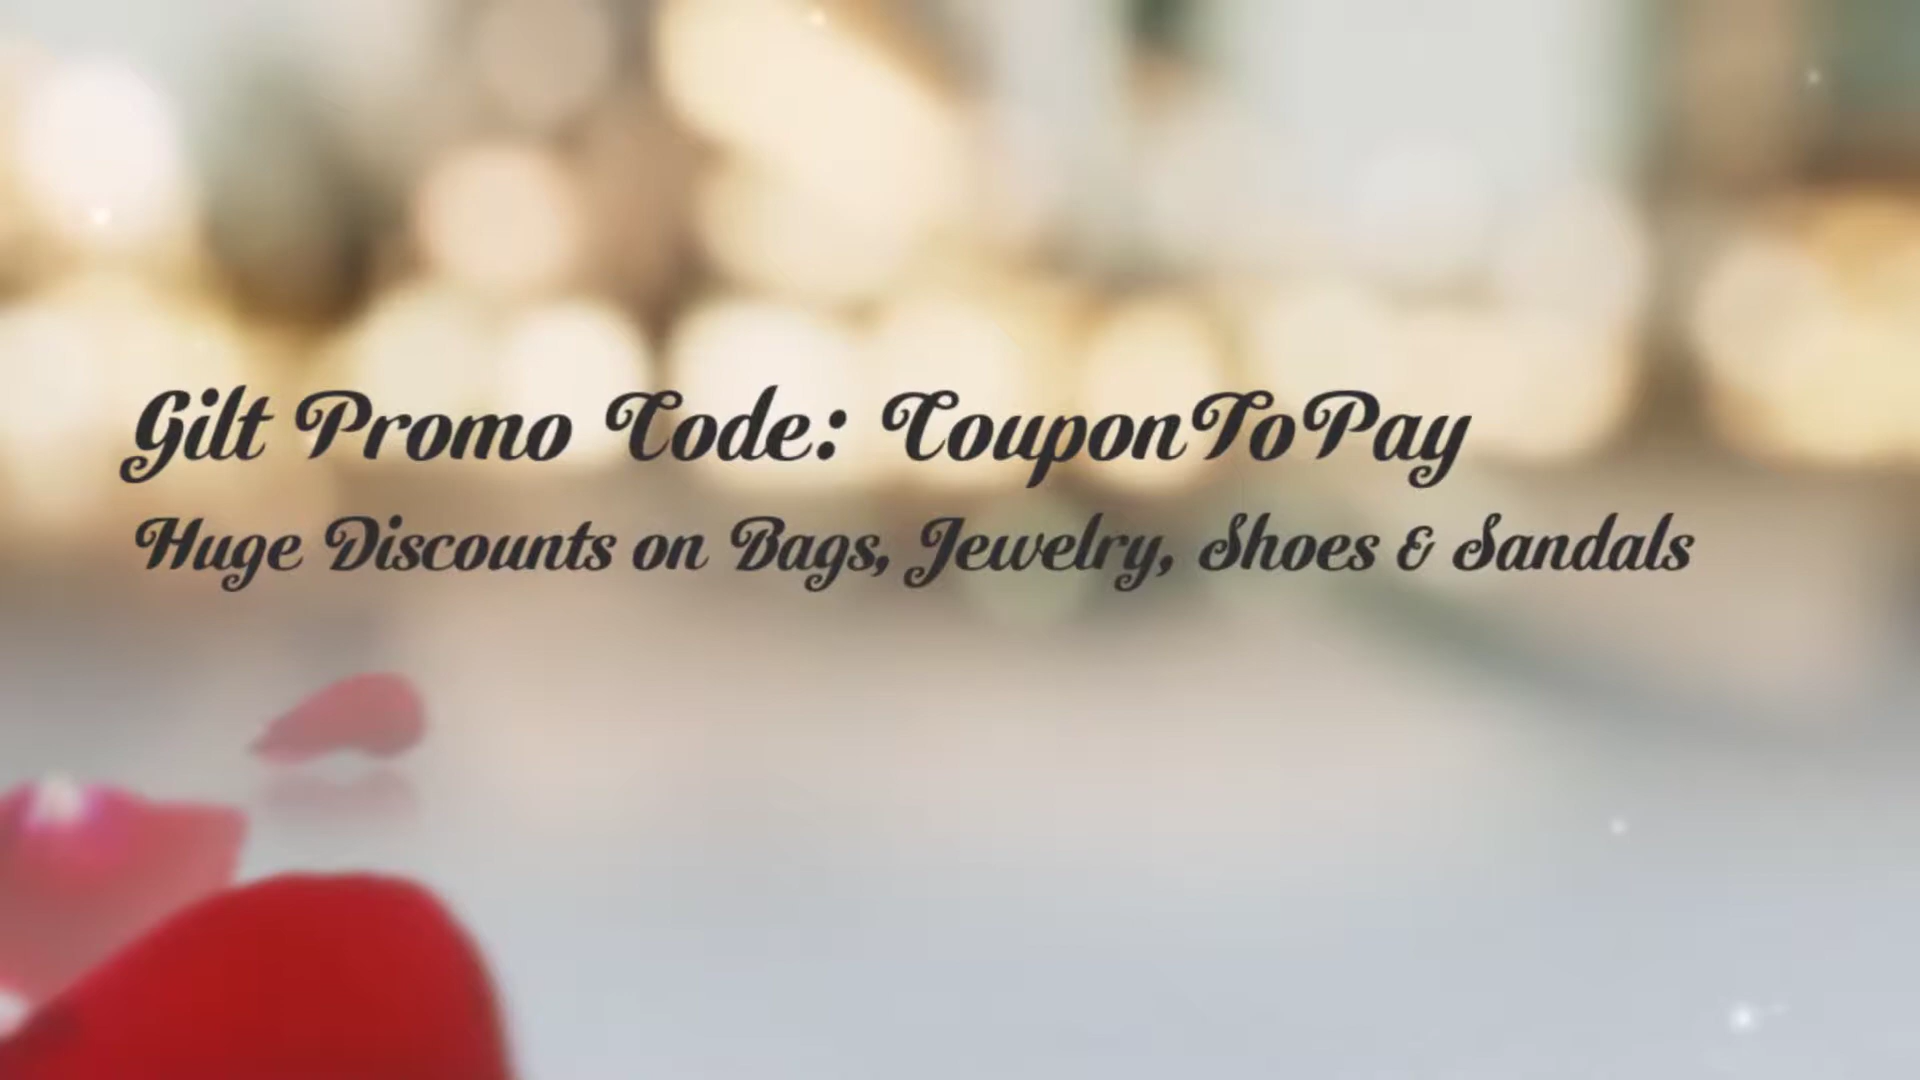 Gilt Promo Code: CouponToPay
Huge Discounts on Bags, Jewelry, Shoes & Sandals